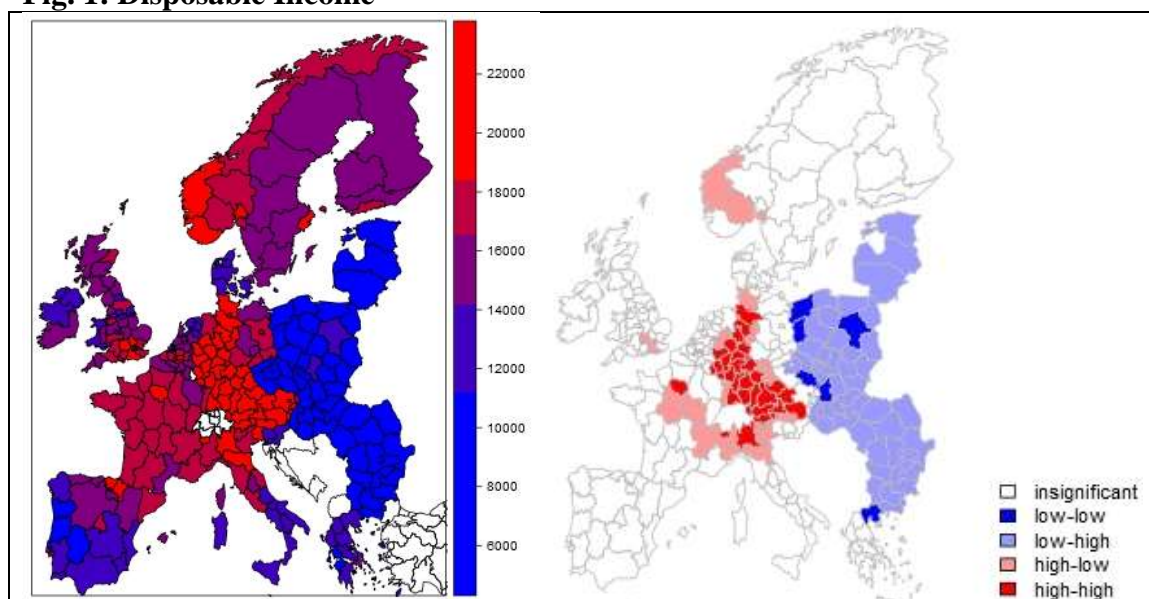 Fig. 1: Disposable Income
22000
20000
18000
16000
14000
12000
10000
8000
6000
insignificant
low-low
low-high
high-low
high-high